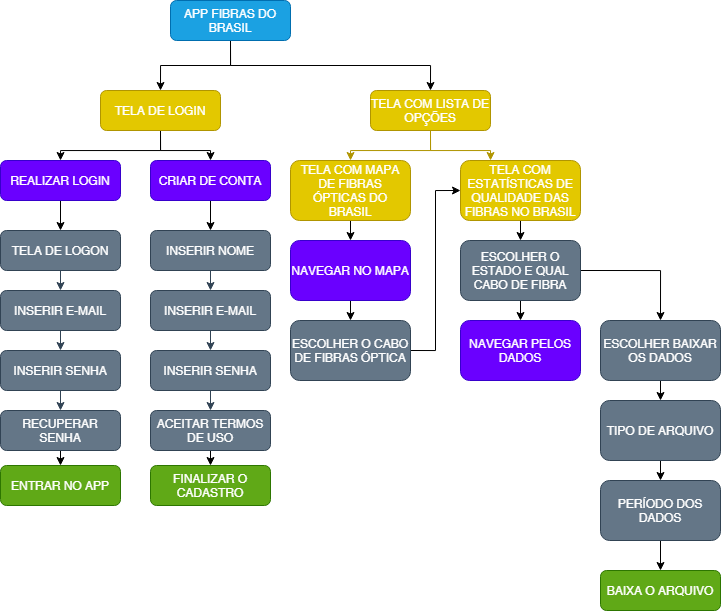 APP FIBRAS DO
BRASIL
TELA DE LOGIN
TELA COM LISTA DE
OPÇÕES
REALIZAR LOGIN
CRIAR DE CONTA
TELA COM MAPA
DE FIBRAS
ÓPTICAS DO
BRASIL
TELA COM
ESTATÍSTICAS DE
QUALIDADE DAS
FIBRAS NO BRASIL
TELA DE LOGON
INSERIR NOME
NAVEGAR NO MAPA
ESCOLHER O
ESTADO E QUAL
CABO DE FIBRA
INSERIR E-MAIL
INSERIR E-MAIL
ESCOLHER O CABO
DE FIBRAS ÓPTICA
NAVEGAR PELOS
DADOS
ESCOLHER BAIXAR
OS DADOS
INSERIR SENHA
INSERIR SENHA
RECUPERAR
SENHA
ACEITAR TERMOS
DE USO
TIPO DE ARQUIVO
ENTRAR NO APP
FINALIZAR O
CADASTRO
PERÍODO DOS
DADOS
BAIXA O ARQUIVO